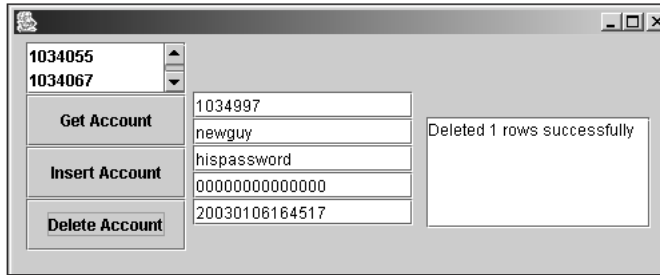 1034055
1034067
Get Account
Insert Account
Delete Account
1034997
newguy
hispassword
00000000000000
20030106164517
Deleted 1 rows successfully